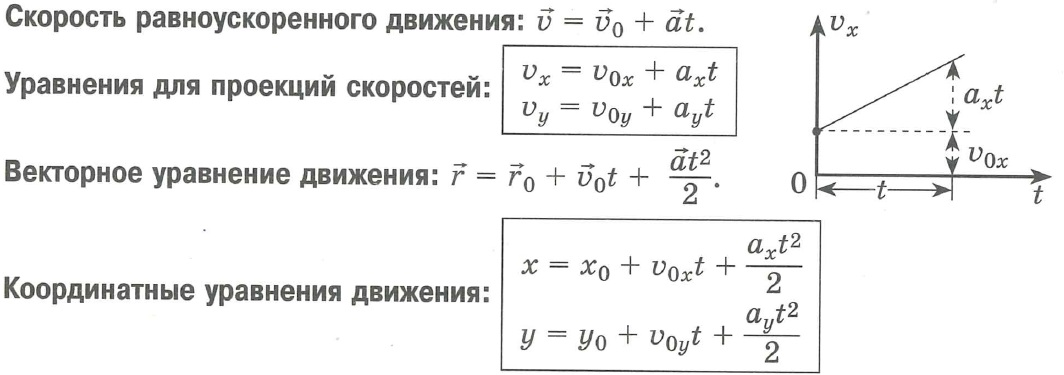 Скорость равноускоренного движения: v⃗ = v⃗₀ + a⃗t.
Уравнения для проекций скоростей:
vₓ = v₀ₓ + aₓt
v_y = v₀_y + a_yt
Векторное уравнение движения: r⃗ = r⃗₀ + v⃗₀t + a⃗t²/2.
Координатные уравнения движения:
x = x₀ + v₀ₓt + aₓt²/2
y = y₀ + v₀_yt + a_yt²/2
vₓ
aₓt
v₀ₓ
0
t
t